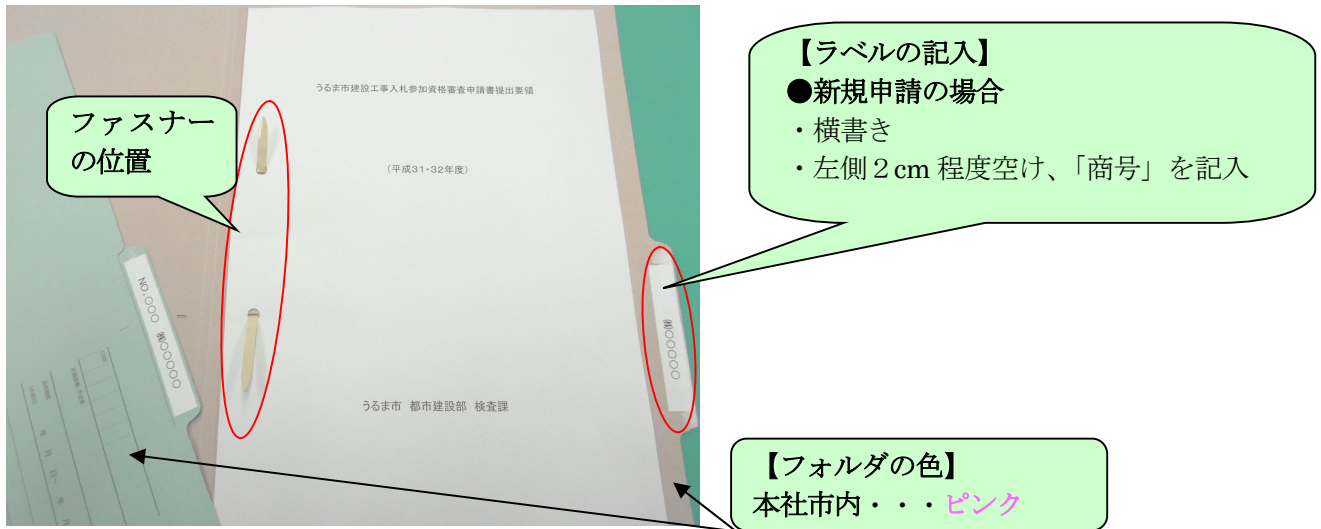 うるま市建設工事入札参加資格審査申請書提出要領
(平成31・32年度)
うるま市 都市建設部 検査課
ファスナー
の位置
NO.○○○ ㈱○○○○○
㈱○○○○○○
【ラベルの記入】
●新規申請の場合
・横書き
・左側２cm 程度空け、「商号」を記入
【フォルダの色】
本社市内・・・ピンク